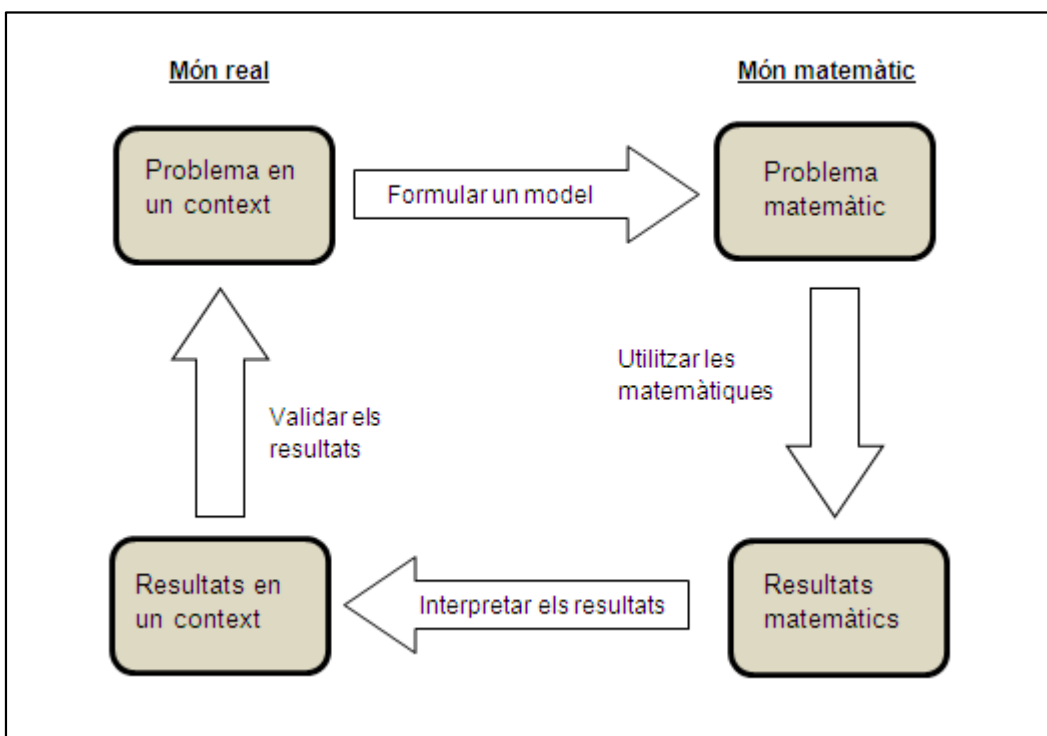 Món real
Món matemàtic
Problema en
un context
Formular un model
Problema
matemàtic
Utilitzar les
matemàtiques
Validar els
resultats
Resultats en
un context
Interpretar els resultats
Resultats
matemàtics